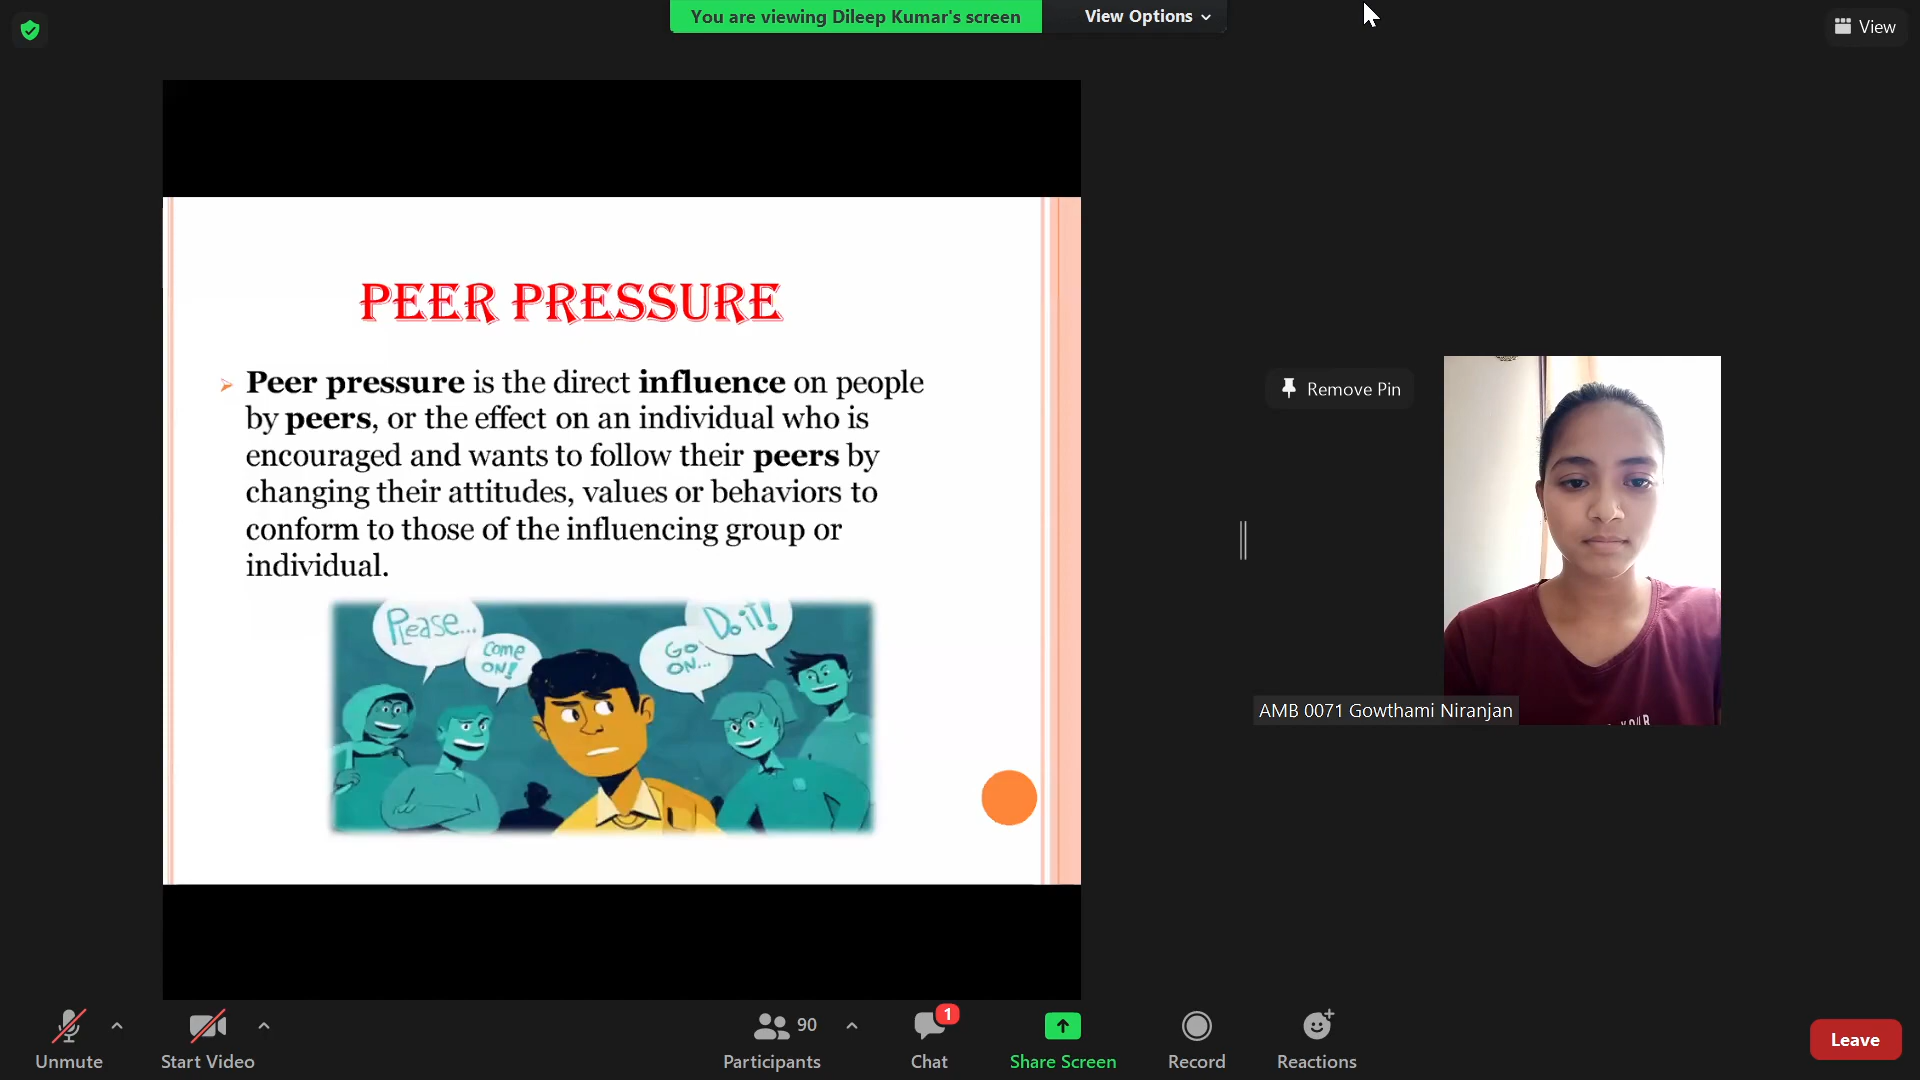 You are viewing Dileep Kumar's screen
View Options
View
PEER PRESSURE
Peer pressure is the direct influence on people
by peers, or the effect on an individual who is
encouraged and wants to follow their peers by
changing their attitudes, values or behaviors to
conform to those of the influencing group or
individual.
Please...
Come
ON!
GO
ON...
Do it!
Remove Pin
AMB 0071 Gowthami Niranjan
Unmute
Start Video
90
Participants
1
Chat
Share Screen
Record
Reactions
Leave